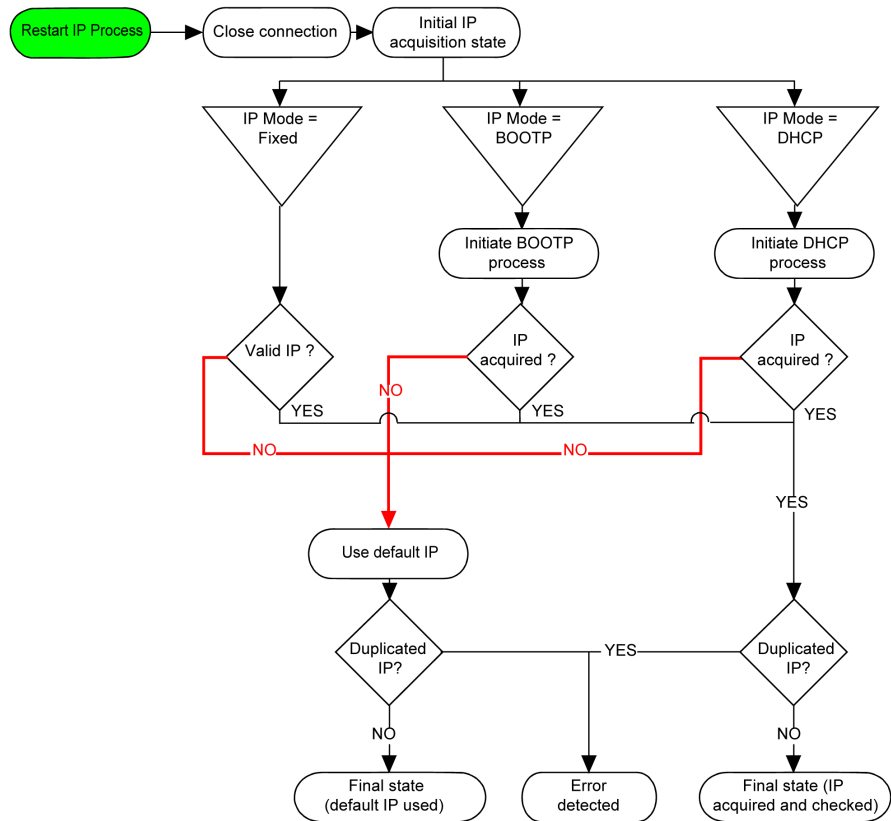 Restart IP Process
Close connection
Initial IP
acquisition state
IP Mode =
Fixed
IP Mode =
BOOTP
IP Mode =
DHCP
Initiate BOOTP
process
Initiate DHCP
process
Valid IP ?
IP
acquired ?
IP
acquired ?
NO
YES
YES
YES
NO
NO
YES
Use default IP
Duplicated
IP?
YES
Duplicated
IP?
NO
NO
Final state
(default IP used)
Error
detected
Final state (IP
acquired and checked)